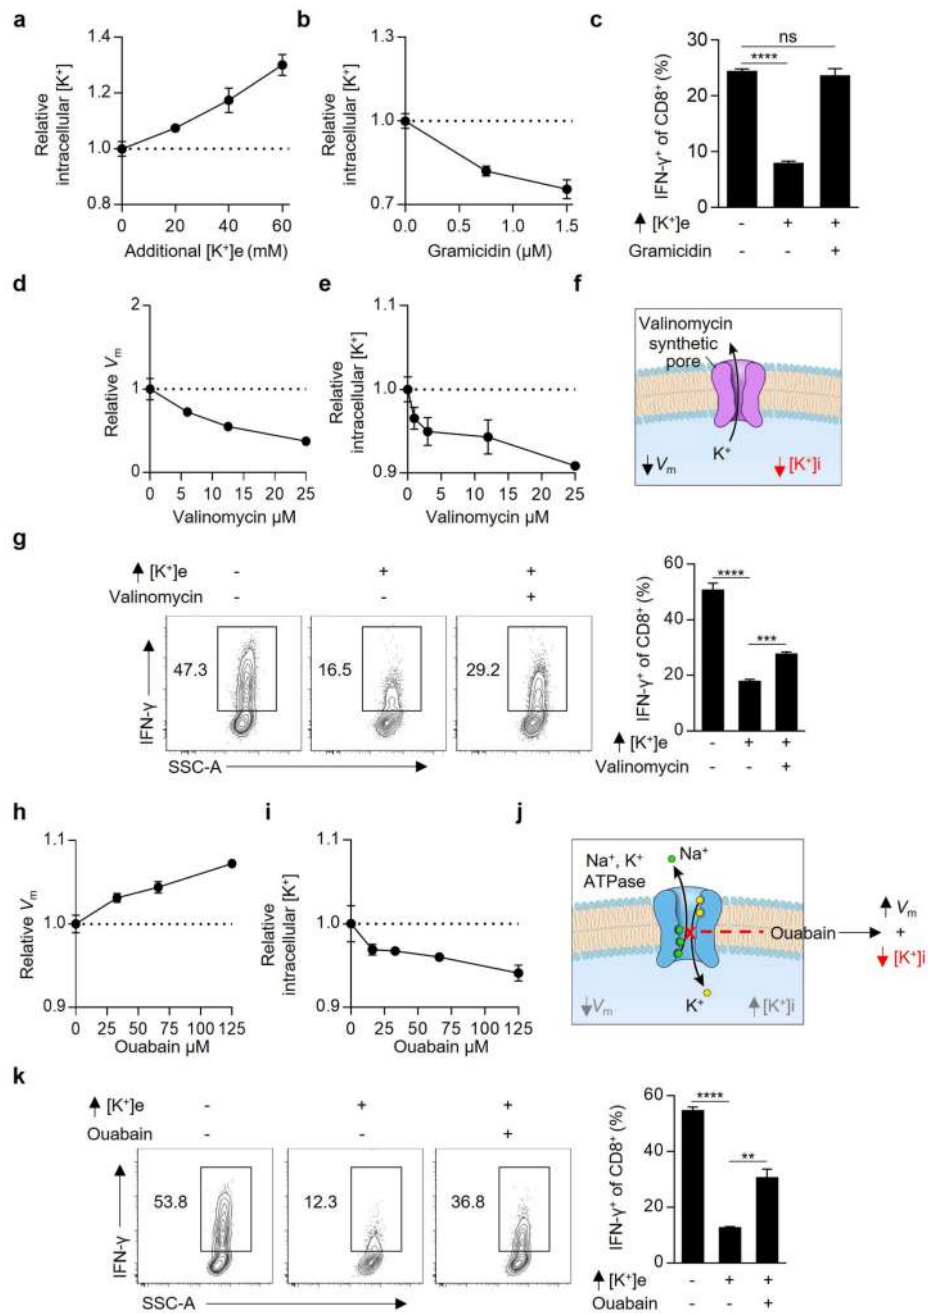 a
Relative
intracellular [K⁺]
1.4
1.2
1.0
0.8
0 20 40 60
Additional [K⁺]e (mM)
b
Relative
intracellular [K⁺]
1.3
1.0
0.7
0.0 0.5 1.0 1.5
Gramicidin (µM)
c
IFN-γ⁺ of CD8⁺ (%)
30
20
10
0
ns
****
↑ [K⁺]e - + +
Gramicidin - - +
d
Relative Vm
2
1
0
0 5 10 15 20 25
Valinomycin µM
e
Relative
intracellular [K⁺]
1.1
1.0
0.9
0 5 10 15 20 25
Valinomycin µM
f
Valinomycin
synthetic
pore
K⁺
↓ Vm
↓ [K⁺]i
g
↑ [K⁺]e - + +
Valinomycin - - +
IFN-γ
47.3
16.5
29.2
SSC-A
IFN-γ⁺ of CD8⁺ (%)
60
40
20
0
****
***
↑ [K⁺]e - + +
Valinomycin - - +
h
Relative Vm
1.1
1.0
0.9
0 25 50 75 100 125
Ouabain µM
i
Relative
intracellular [K⁺]
1.1
1.0
0.9
0 25 50 75 100 125
Ouabain µM
j
Na⁺, K⁺
ATPase
Na⁺
X
Ouabain
↑ Vm
+
↓ [K⁺]i
K⁺
↓Vm
↑[K⁺]i
k
↑ [K⁺]e - + +
Ouabain - - +
IFN-γ
53.8
12.3
36.8
SSC-A
IFN-γ⁺ of CD8⁺ (%)
60
40
20
0
****
**
↑ [K⁺]e - + +
Ouabain - - +